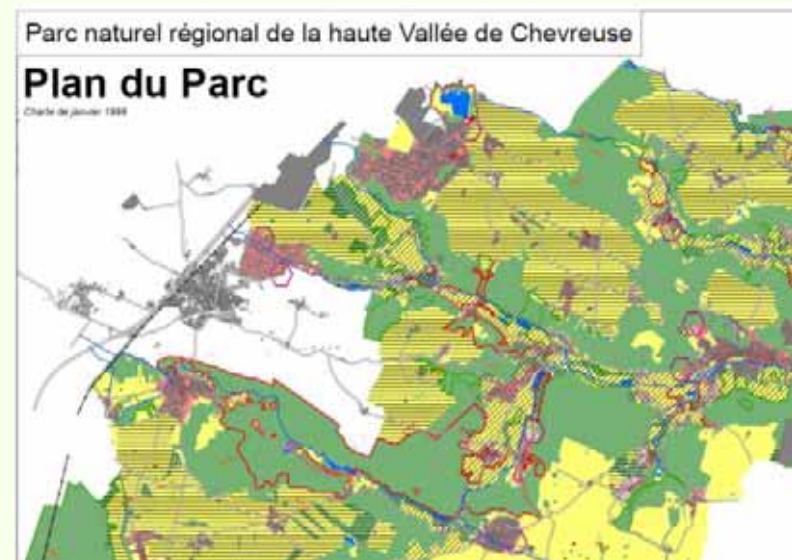 Parc naturel régional de la haute Vallée de Chevreuse
Plan du Parc
Charte de janvier 1999